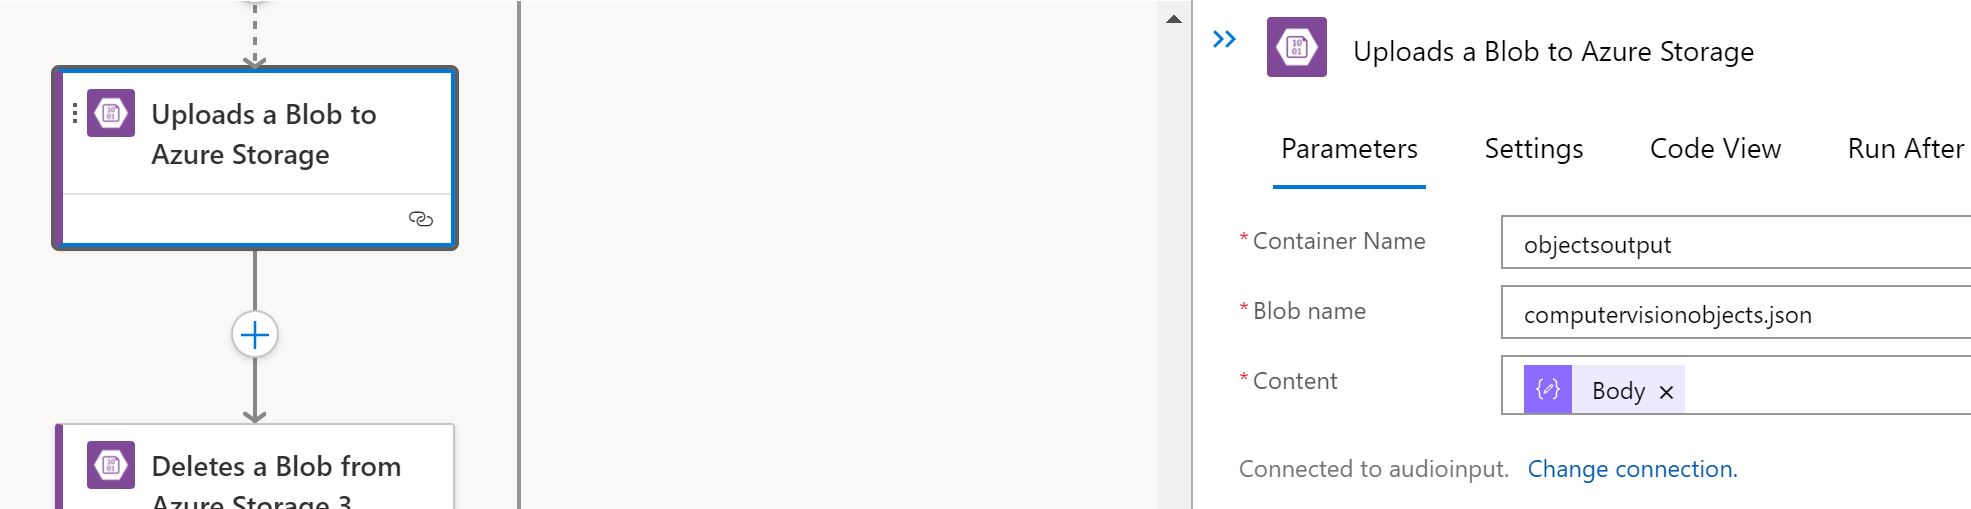 Uploads a Blob to
Azure Storage
Deletes a Blob from
Azure Storage 3
Uploads a Blob to Azure Storage
Parameters Settings Code View Run After
* Container Name objectsoutput
* Blob name computervisionobjects.json
* Content Body ×
Connected to audioinput. Change connection.